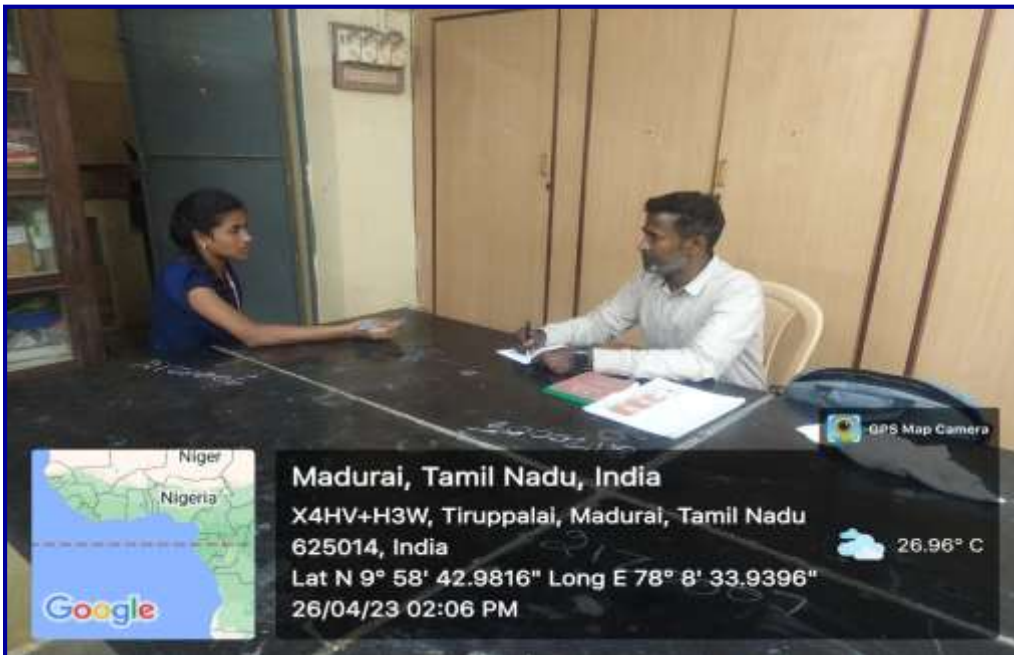 GPS Map Camera
Niger
Nigeria
Google
Madurai, Tamil Nadu, India
X4HV+H3W, Tiruppalai, Madurai, Tamil Nadu
625014, India
Lat N 9° 58' 42.9816" Long E 78° 8' 33.9396"
26/04/23 02:06 PM
26.96° C